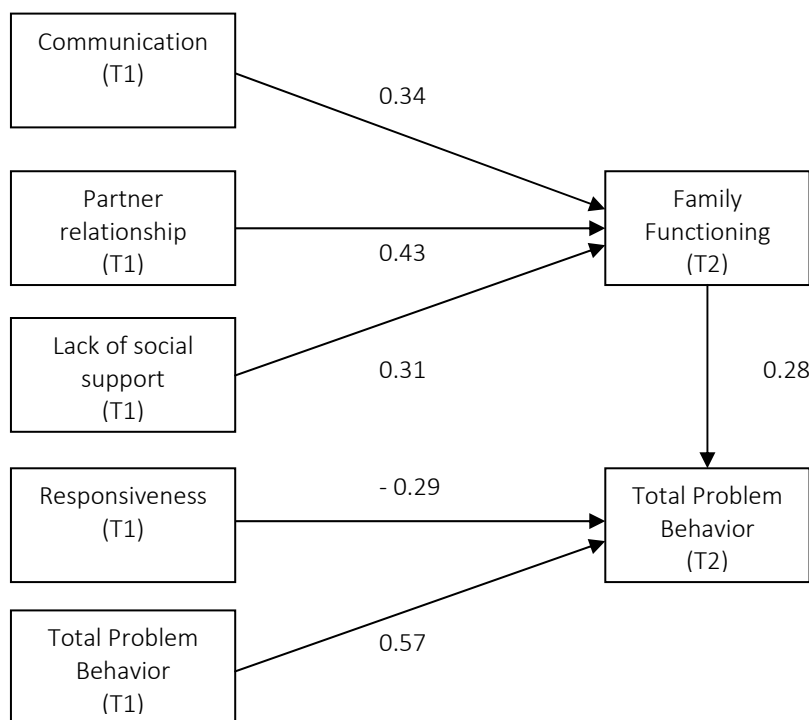 Communication
(T1)
0.34
Partner
relationship
(T1)
0.43
Family
Functioning
(T2)
Lack of social
support
(T1)
0.31
0.28
Responsiveness
(T1)
- 0.29
Total Problem
Behavior
(T2)
Total Problem
Behavior
(T1)
0.57